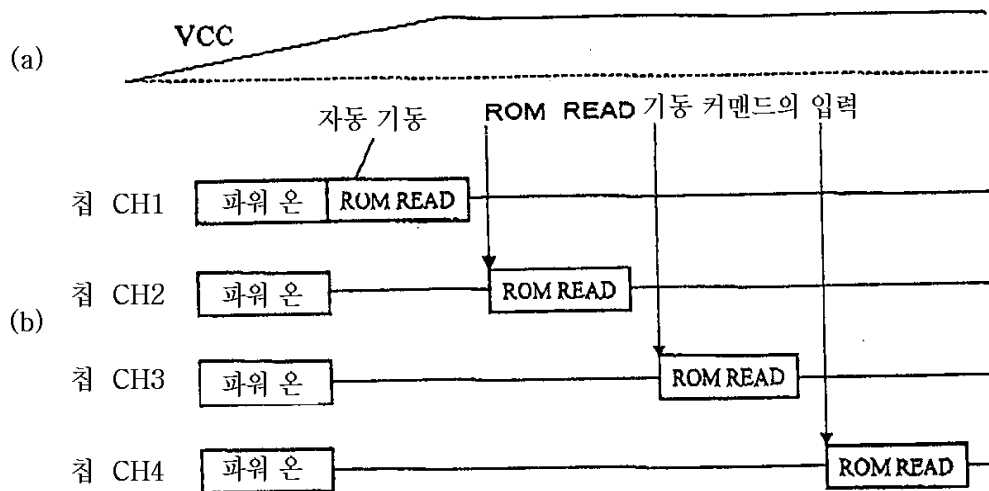 (a)
VCC
자동 기동
ROM READ 기동 커맨드의 입력
칩 CH1 파워 온 ROM READ
칩 CH2 파워 온 ROM READ
(b)
칩 CH3 파워 온 ROM READ
칩 CH4 파워 온 ROM READ